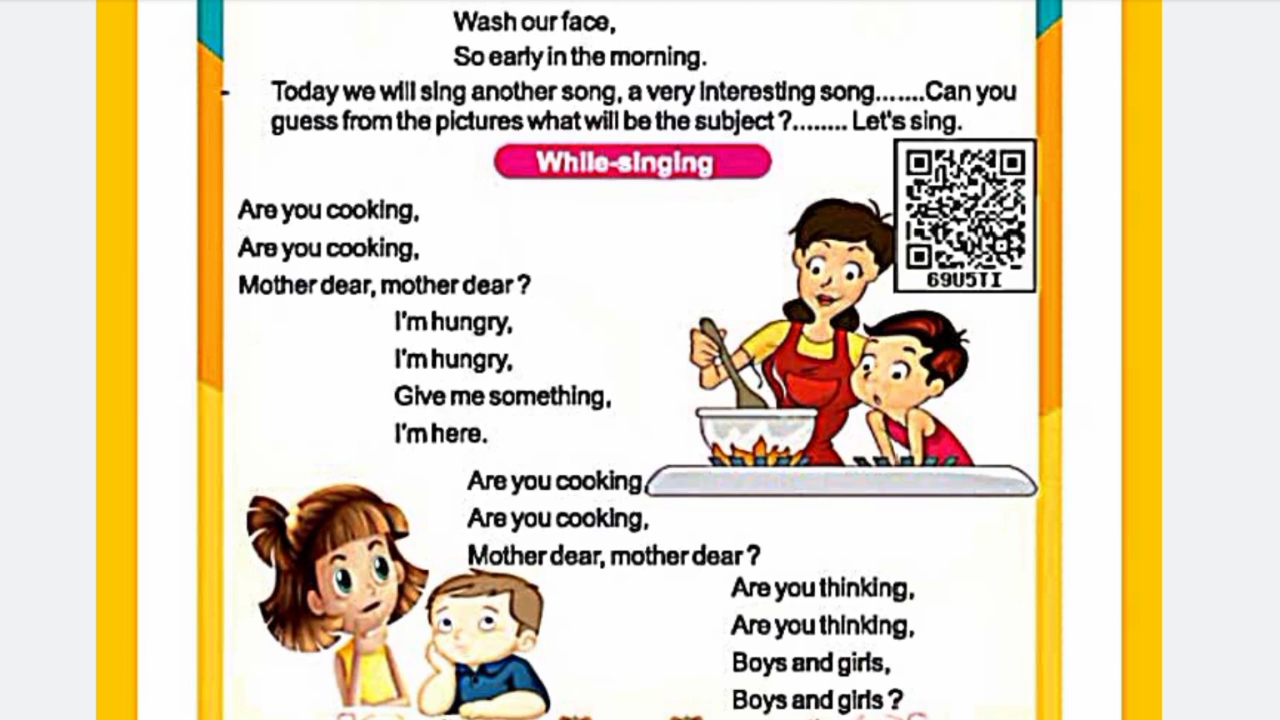 Wash our face,
So early in the morning.
- Today we will sing another song, a very interesting song.......Can you
guess from the pictures what will be the subject ?........ Let's sing.
While-singing
69U5TI
Are you cooking,
Are you cooking,
Mother dear, mother dear ?
I'm hungry,
I'm hungry,
Give me something,
I'm here.
Are you cooking,
Are you cooking,
Mother dear, mother dear ?
Are you thinking,
Are you thinking,
Boys and girls,
Boys and girls ?